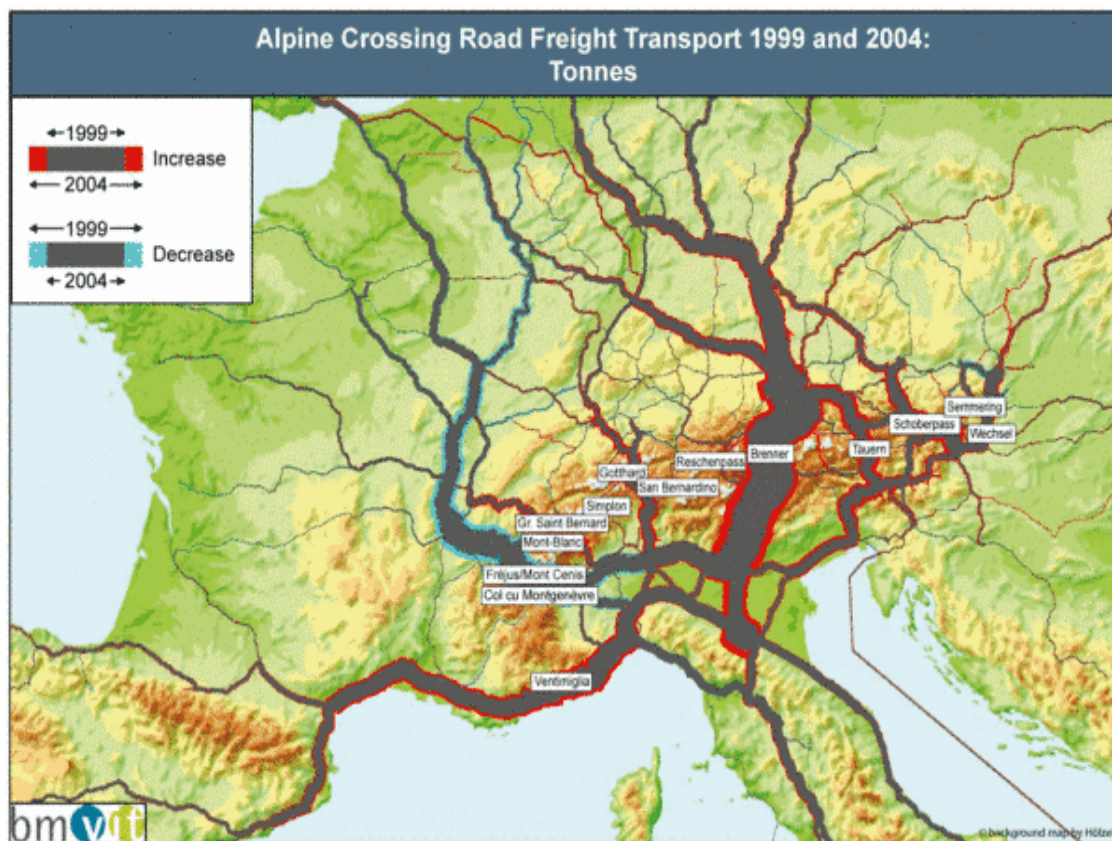 Alpine Crossing Road Freight Transport 1999 and 2004:
Tonnes
1999
Increase
2004
1999
Decrease
2004
Semmering
Schoberpass
Wechsel
Tauern
Brenner
Reschenpass
Gotthard
San Bernardino
Simplon
Gr. Saint Bernard
Mont-Blanc
Fréjus/Mont Cenis
Col cu Montgenèvre
Ventimiglia
bmvit
© background map by Hölzel